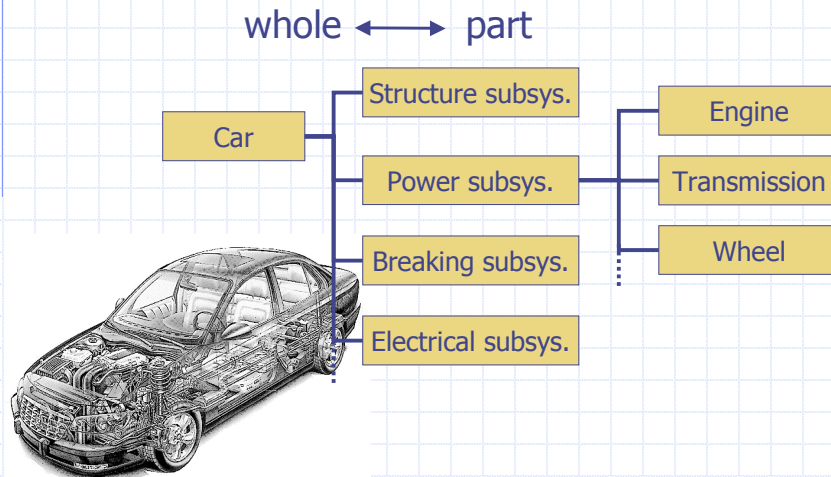 whole part
Car
Structure subsys.
Power subsys.
Breaking subsys.
Electrical subsys.
Engine
Transmission
Wheel